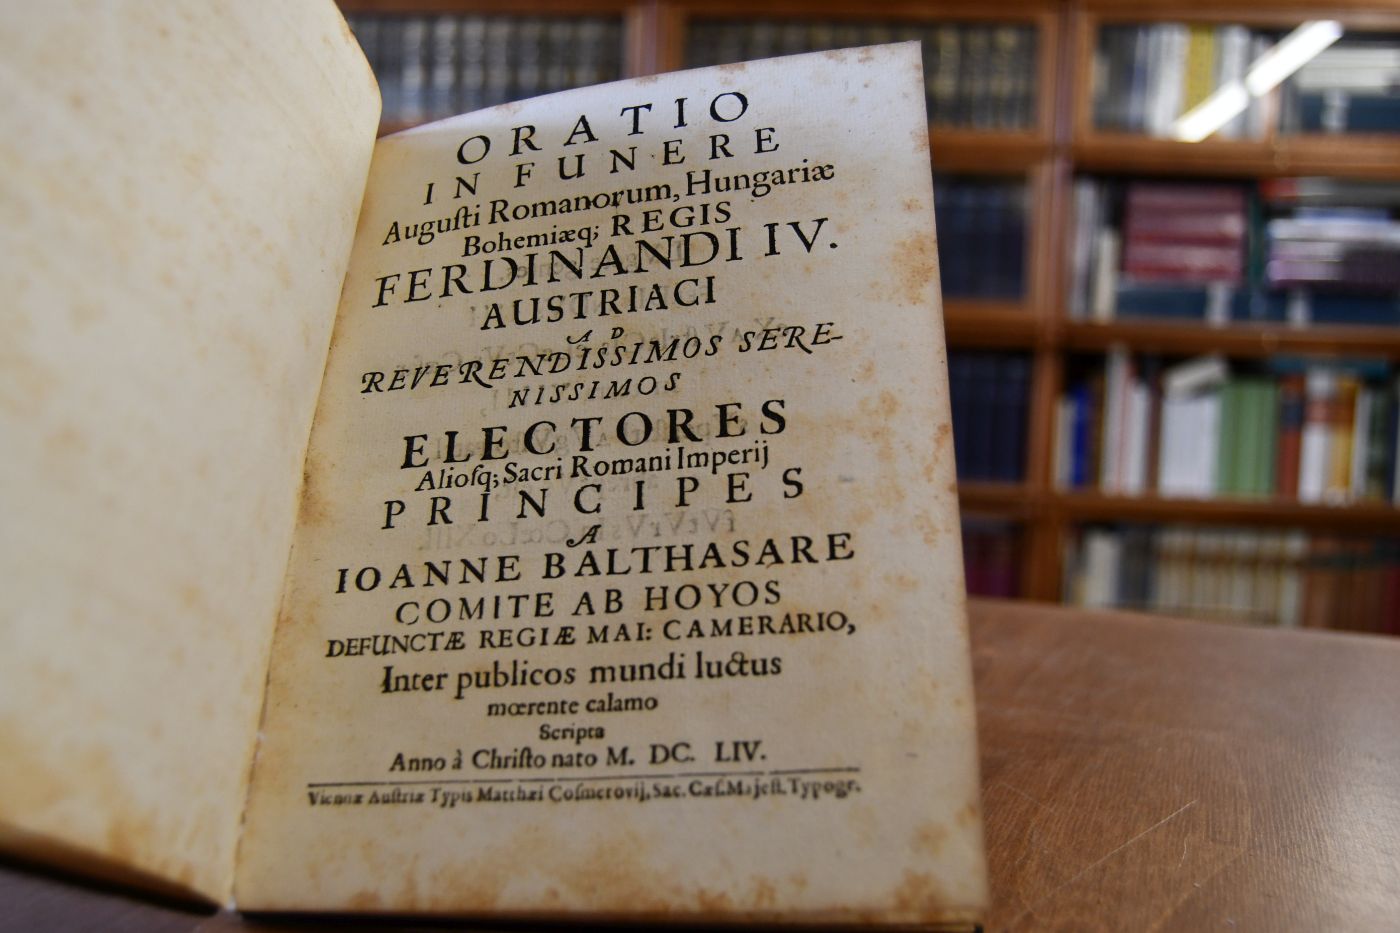 ORATIO
IN FUNERE
Auguſti Romanorum, Hungariæ
Bohemiæq; REGIS
FERDINANDI IV.
AUSTRIACI
AD
REVERENDISSIMOS SERE-
NISSIMOS
ELECTORES
Alioſq; Sacri Romani Imperij
PRINCIPES
A
IOANNE BALTHASARE
COMITE AB HOYOS
DEFUNCTÆ REGIÆ MAI: CAMERARIO,
Inter publicos mundi luctus
mœrente calamo
Scripta
Anno à Chriſto nato M. DC. LIV.
Viennæ Auſtriæ Typis Matthæi Coſmerovij, Sac. Cæſ. Majeſt. Typogr.